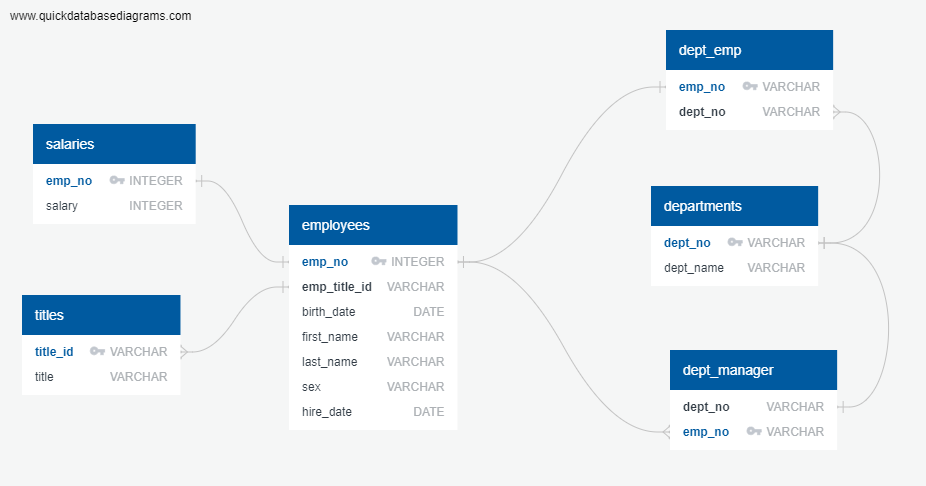 www.quickdatabasediagrams.com
salaries
emp_no INTEGER
salary INTEGER
titles
title_id VARCHAR
title VARCHAR
employees
emp_no INTEGER
emp_title_id VARCHAR
birth_date DATE
first_name VARCHAR
last_name VARCHAR
sex VARCHAR
hire_date DATE
dept_emp
emp_no VARCHAR
dept_no VARCHAR
departments
dept_no VARCHAR
dept_name VARCHAR
dept_manager
dept_no VARCHAR
emp_no VARCHAR